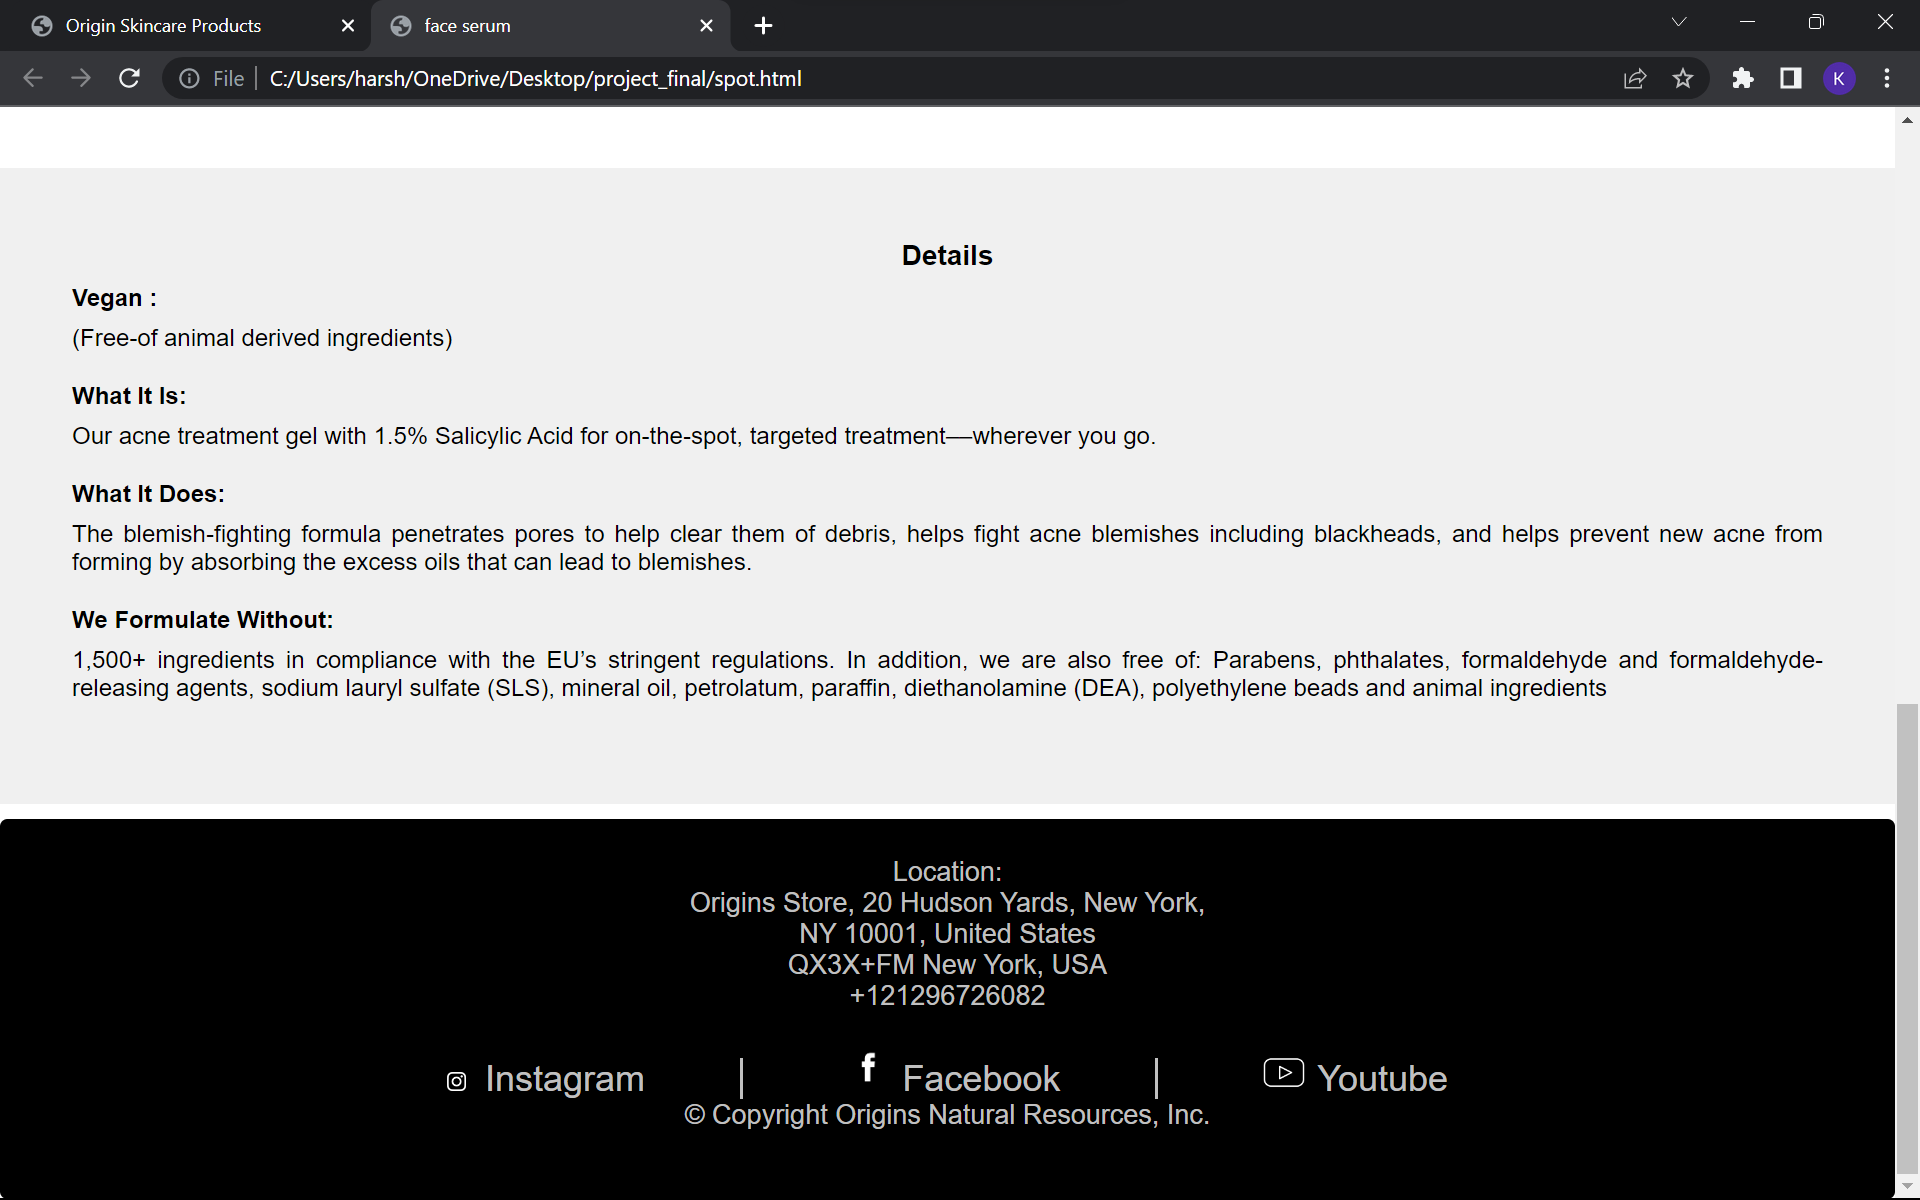 Origin Skincare Products
face serum
File
C:/Users/harsh/OneDrive/Desktop/project_final/spot.html
K
Details
Vegan :
(Free-of animal derived ingredients)
What It Is:
Our acne treatment gel with 1.5% Salicylic Acid for on-the-spot, targeted treatment—wherever you go.
What It Does:
The blemish-fighting formula penetrates pores to help clear them of debris, helps fight acne blemishes including blackheads, and helps prevent new acne from
forming by absorbing the excess oils that can lead to blemishes.
We Formulate Without:
1,500+ ingredients in compliance with the EU’s stringent regulations. In addition, we are also free of: Parabens, phthalates, formaldehyde and formaldehyde-
releasing agents, sodium lauryl sulfate (SLS), mineral oil, petrolatum, paraffin, diethanolamine (DEA), polyethylene beads and animal ingredients
Location:
Origins Store, 20 Hudson Yards, New York,
NY 10001, United States
QX3X+FM New York, USA
+121296726082
Instagram | f Facebook | Youtube
© Copyright Origins Natural Resources, Inc.